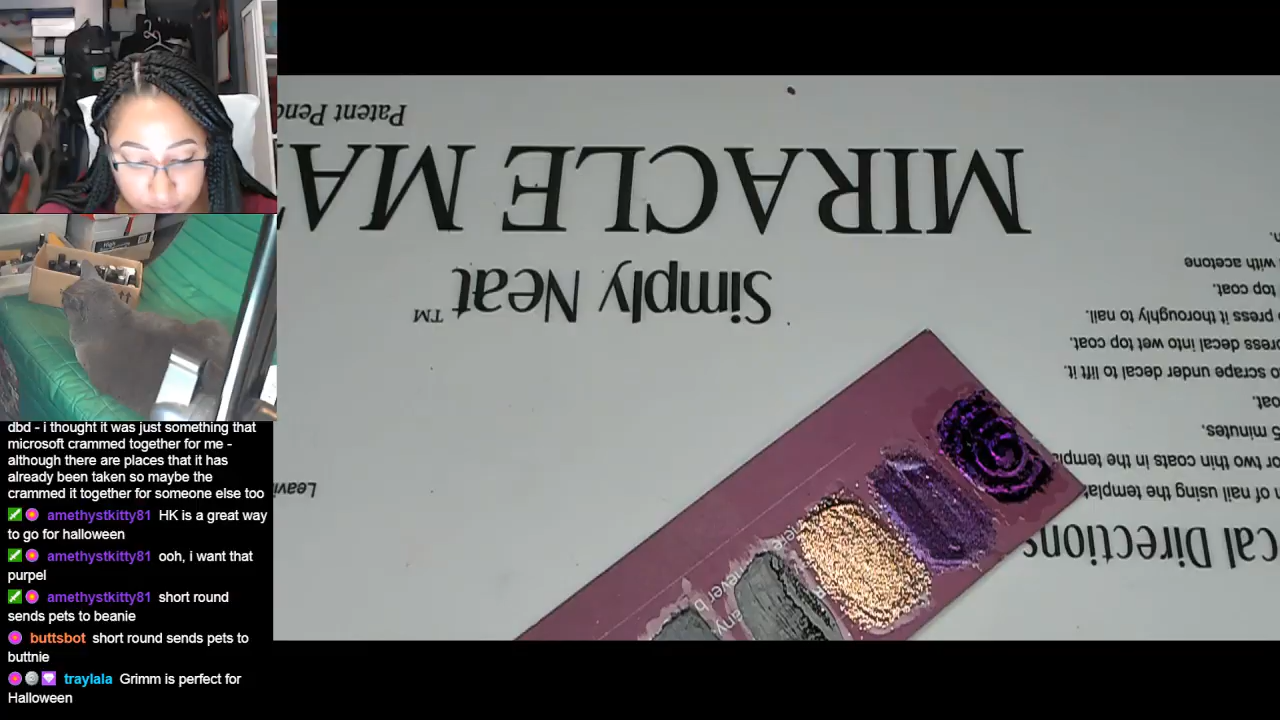 dbd - i thought it was just something that
microsoft crammed together for me -
although there are places that it has
already been taken so maybe the
crammed it together for someone else too
amethystkitty81 HK is a great way
to go for halloween
amethystkitty81 ooh, i want that
purpel
amethystkitty81 short round
sends pets to beanie
buttsbot short round sends pets to
buttnie
traylala Grimm is perfect for
Halloween
Patent Pend
MIRACLE MA
Simply Neat™
cal Directions
n of nail using the templat
or two thin coats in the templa
5 minutes.
oat.
o scrape under decal to lift it.
press decal into wet top coat.
o press it thoroughly to nail.
top coat.
with acetone
Leavi
never b
any